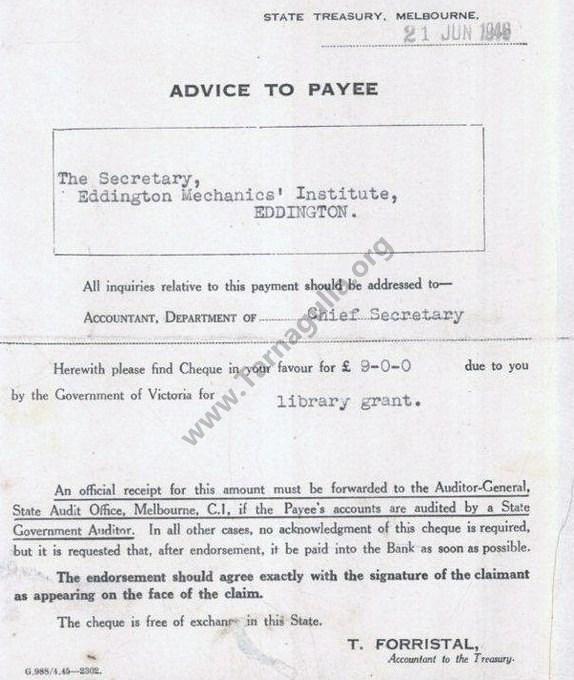 STATE TREASURY, MELBOURNE,
21 JUN 1946
ADVICE TO PAYEE
The Secretary,
Eddington Mechanics' Institute,
EDDINGTON.
All inquiries relative to this payment should be addressed to—
ACCOUNTANT, DEPARTMENT OF Chief Secretary
Herewith please find Cheque in your favour for £ 9-0-0 due to you
by the Government of Victoria for
library grant.
www.Tarnagulla.org
An official receipt for this amount must be forwarded to the Auditor-General,
State Audit Office, Melbourne, C.1, if the Payee's accounts are audited by a State
Government Auditor. In all other cases, no acknowledgment of this cheque is required,
but it is requested that, after endorsement, it be paid into the Bank as soon as possible.
The endorsement should agree exactly with the signature of the claimant
as appearing on the face of the claim.
The cheque is free of exchange in this State.
T. FORRISTAL,
Accountant to the Treasury.
G.988/4.45—2302.